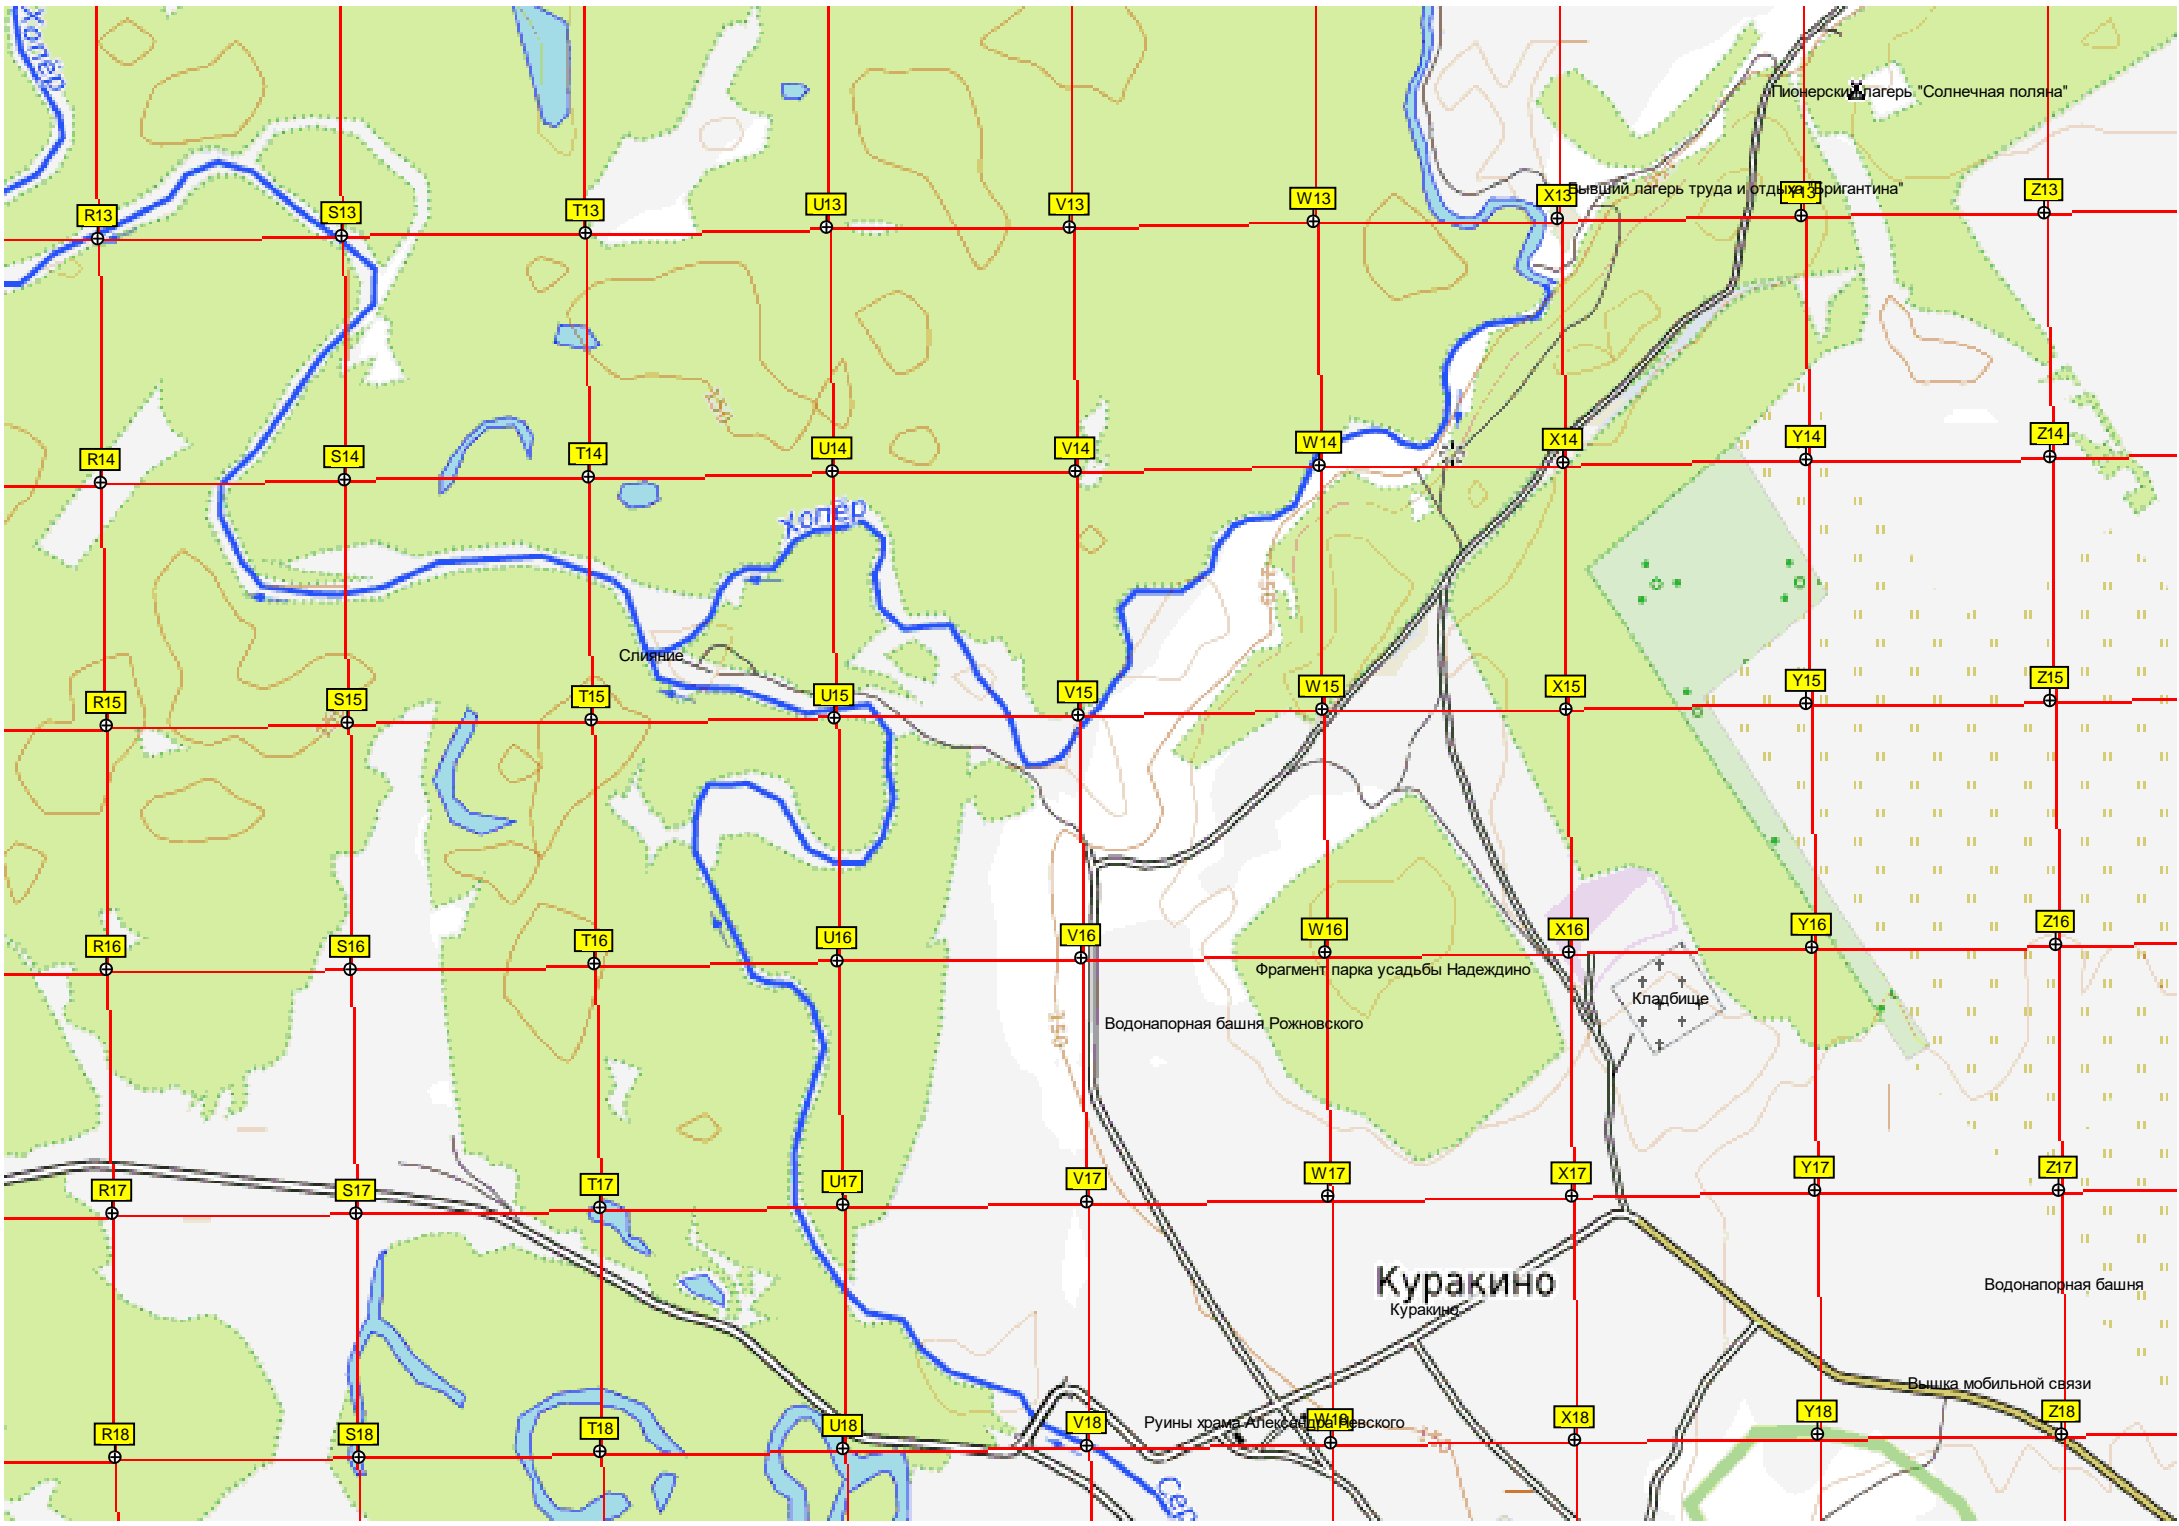 Хопёр
Пионерский лагерь "Солнечная поляна"
Бывший лагерь труда и отдыха "Бригантина"
R13 S13 T13 U13 V13 W13 X13 Y13 Z13
150
R14 S14 T14 U14 V14 W14 X14 Y14 Z14
Хопёр
150
Слияние
R15 S15 T15 U15 V15 W15 X15 Y15 Z15
R16 S16 T16 U16 V16 W16 X16 Y16 Z16
Фрагмент парка усадьбы Надеждино
Кладбище
Водонапорная башня Рожновского
150
R17 S17 T17 U17 V17 W17 X17 Y17 Z17
Куракино
Водонапорная башня
Куракино
Вышка мобильной связи
R18 S18 T18 U18 V18 W18 X18 Y18 Z18
Руины храма Александра Невского
150
Сер